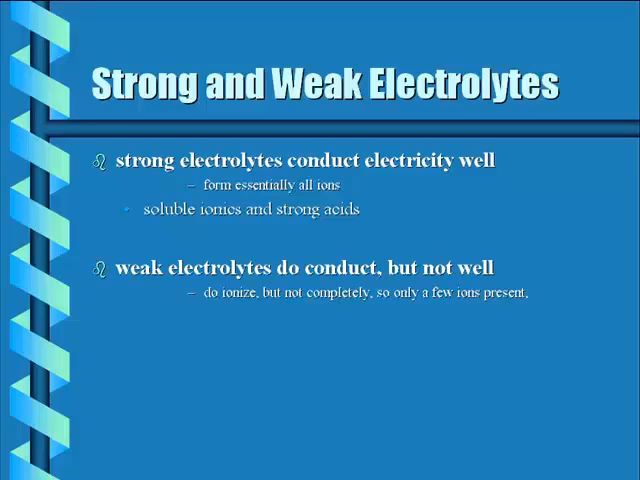 Strong and Weak Electrolytes
strong electrolytes conduct electricity well
– form essentially all ions
• soluble ionics and strong acids
weak electrolytes do conduct, but not well
– do ionize, but not completely, so only a few ions present,